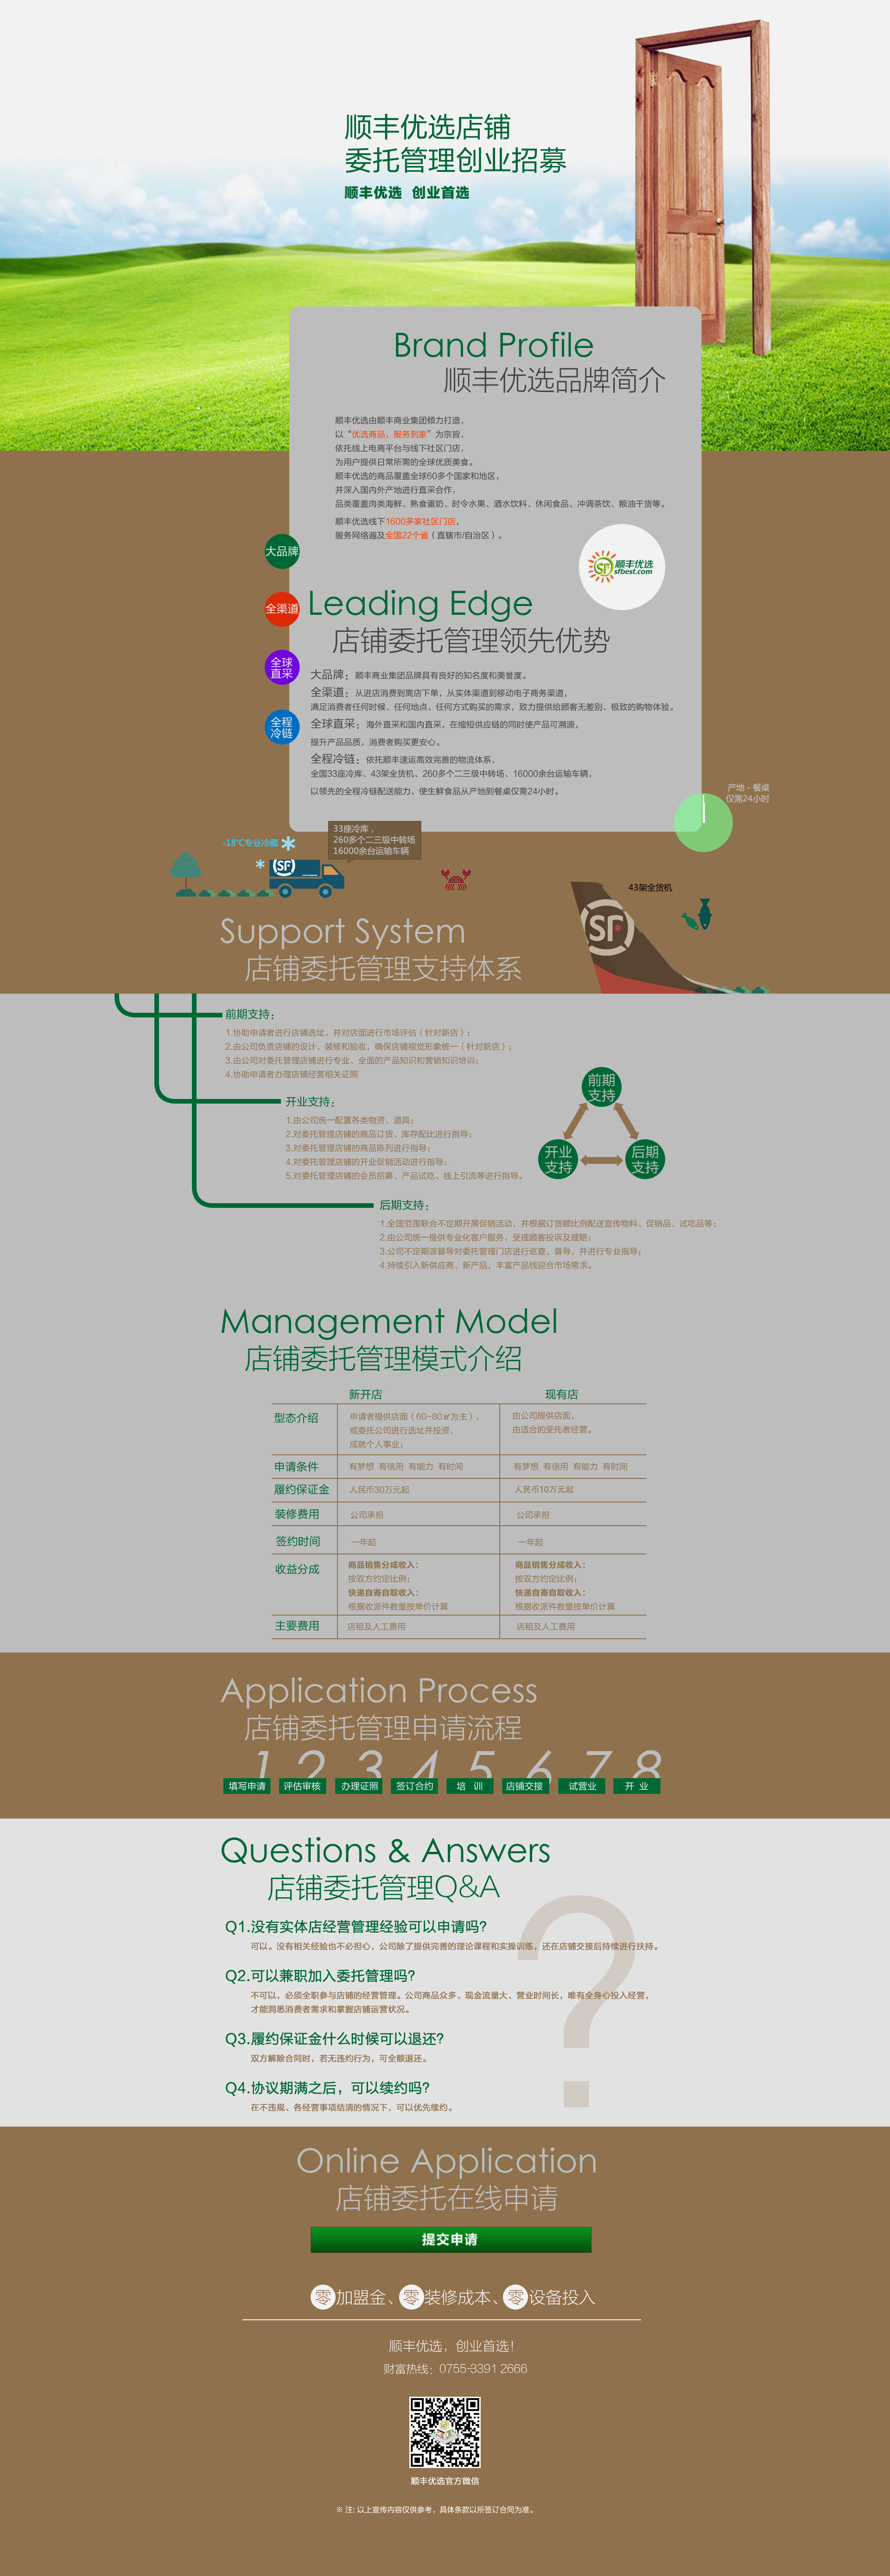 顺丰优选店铺
委托管理创业招募
顺丰优选 创业首选
Brand Profile
顺丰优选品牌简介
顺丰优选由顺丰商业集团倾力打造，
以“优选商品，服务到家”为宗旨，
依托线上电商平台与线下社区门店，
为用户提供日常所需的全球优质美食。
顺丰优选的商品覆盖全球60多个国家和地区，
并深入国内外产地进行直采合作，
品类覆盖肉类海鲜、熟食蛋奶、时令水果、酒水饮料、休闲食品、冲调茶饮、粮油干货等。
顺丰优选线下1600多家社区门店，
服务网络遍及全国22个省（直辖市/自治区）。
顺丰优选
sfbest.com
大品牌
全渠道
全球
直采
全程
冷链
Leading Edge
店铺委托管理领先优势
大品牌：顺丰商业集团品牌具有良好的知名度和美誉度。
全渠道：从进店消费到离店下单，从实体渠道到移动电子商务渠道，
满足消费者任何时候、任何地点、任何方式购买的需求，致力提供给顾客无差别、极致的购物体验。
全球直采：海外直采和国内直采，在缩短供应链的同时使产品可溯源，
提升产品品质，消费者购买更安心。
全程冷链：依托顺丰速运高效完善的物流体系，
全国33座冷库、43架全货机、260多个二三级中转场、16000余台运输车辆，
以领先的全程冷链配送能力，使生鲜食品从产地到餐桌仅需24小时。
产地 - 餐桌
仅需24小时
33座冷库，
260多个二三级中转场
16000余台运输车辆
-18℃专业冷藏
SF
43架全货机
SF
Support System
店铺委托管理支持体系
前期支持：
1.协助申请者进行店铺选址，并对店面进行市场评估（针对新店）；
2.由公司负责店铺的设计，装修和验收，确保店铺视觉形象统一（针对新店）；
3.由公司对委托管理店铺进行专业、全面的产品知识和营销知识培训；
4.协助申请者办理店铺经营相关证照
开业支持：
1.由公司统一配置各类物资、道具；
2.对委托管理店铺的商品订货、库存配比进行指导；
3.对委托管理店铺的商品陈列进行指导；
4.对委托管理店铺的开业促销活动进行指导；
5.对委托管理店铺的会员招募、产品试吃、线上引流等进行指导。
前期
支持
开业
支持
后期
支持
后期支持：
1.全国范围联合不定期开展促销活动，并根据订货额比例配送宣传物料、促销品、试吃品等；
2.由公司统一提供专业化客户服务，受理顾客投诉及理赔；
3.公司不定期派督导对委托管理门店进行巡查、督导，并进行专业指导；
4.持续引入新供应商、新产品，丰富产品线迎合市场需求。
Management Model
店铺委托管理模式介绍
新开店 现有店
型态介绍 申请者提供店面（60-80㎡为主）， 由公司提供店面，
或委托公司进行选址并投资， 由适合的受托者经营。
成就个人事业；
申请条件 有梦想 有信用 有能力 有时间 有梦想 有信用 有能力 有时间
履约保证金 人民币30万元起 人民币10万元起
装修费用 公司承担 公司承担
签约时间 一年起 一年起
收益分成 商品销售分成收入： 商品销售分成收入：
按双方约定比例； 按双方约定比例；
快递自寄自取收入： 快递自寄自取收入：
根据收派件数量按单价计算 根据收派件数量按单价计算
主要费用 店租及人工费用 店租及人工费用
Application Process
店铺委托管理申请流程
1 2 3 4 5 6 7 8
填写申请 评估审核 办理证照 签订合约 培 训 店铺交接 试营业 开 业
Questions & Answers
店铺委托管理Q&A
Q1.没有实体店经营管理经验可以申请吗？
可以。没有相关经验也不必担心，公司除了提供完善的理论课程和实操训练，还在店铺交接后持续进行扶持。
Q2.可以兼职加入委托管理吗？
不可以，必须全职参与店铺的经营管理。公司商品众多、现金流量大、营业时间长，唯有全身心投入经营，
才能洞悉消费者需求和掌握店铺运营状况。
Q3.履约保证金什么时候可以退还？
双方解除合同时，若无违约行为，可全额退还。
Q4.协议期满之后，可以续约吗？
在不违规、各经营事项结清的情况下，可以优先续约。
?
Online Application
店铺委托在线申请
提交申请
零加盟金、零装修成本、零设备投入
顺丰优选，创业首选！
财富热线：0755-3391 2666
顺丰优选官方微信
※ 注：以上宣传内容仅供参考，具体条款以所签订合同为准。